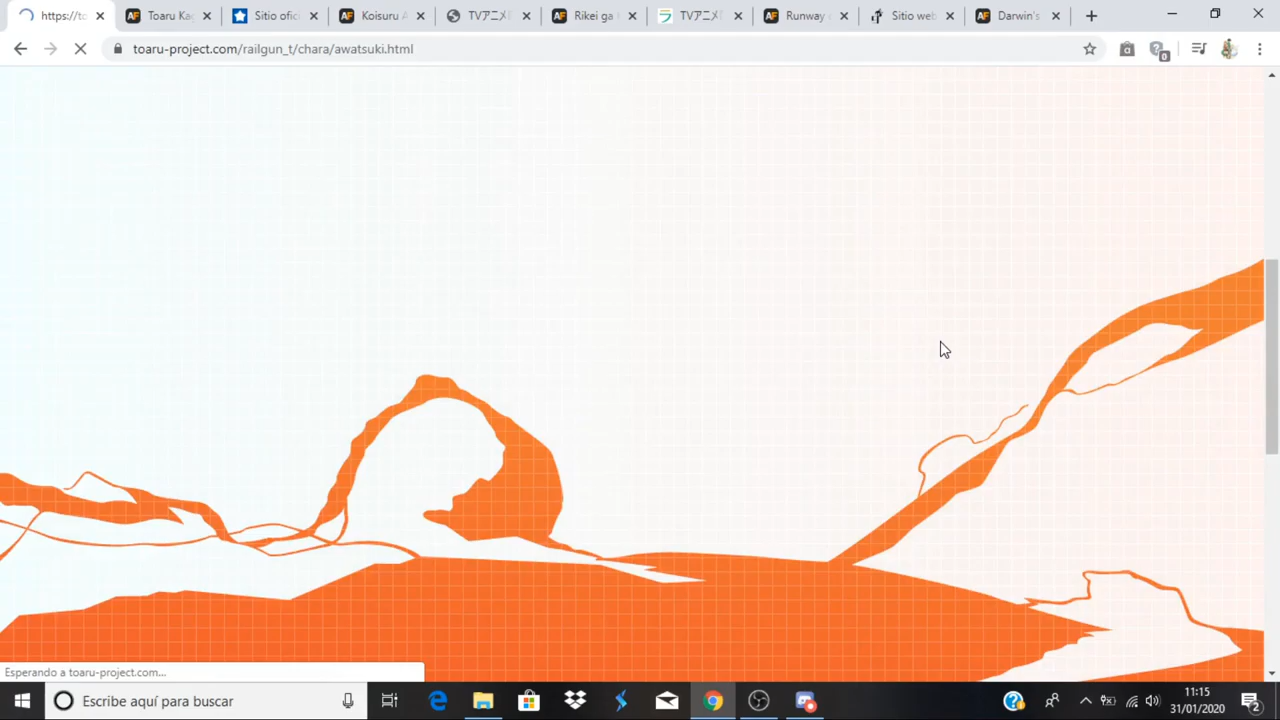 https://to
Toaru Kag
Sitio ofic
Koisuru A
TVアニメ
Rikei ga
TVアニメ
Runway
Sitio web
Darwin's
toaru-project.com/railgun_t/chara/awatsuki.html
Esperando a toaru-project.com...
Escribe aquí para buscar
11:15
31/01/2020